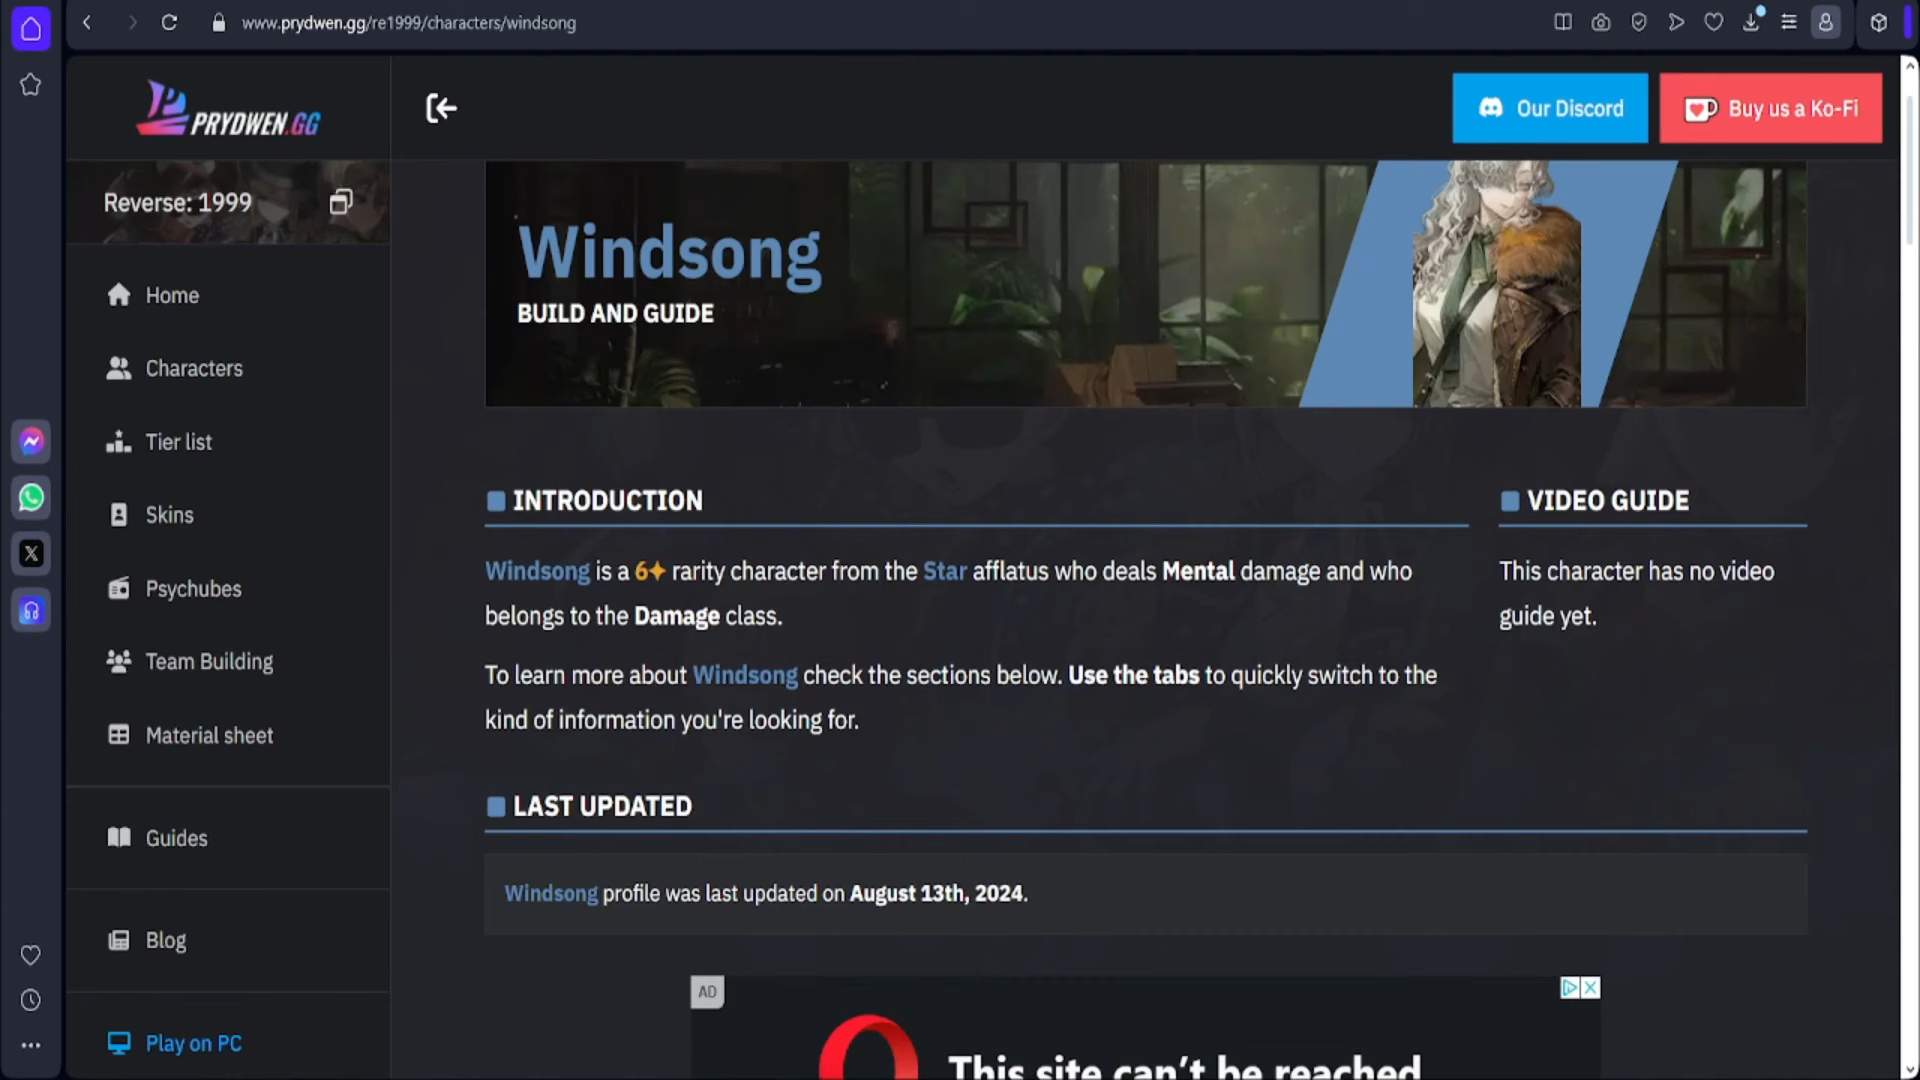 www.prydwen.gg/re1999/characters/windsong
PRYDWEN.GG
Our Discord
Buy us a Ko-Fi
Reverse: 1999
Home
Characters
Tier list
Skins
Psychubes
Team Building
Material sheet
Guides
Blog
Play on PC
Windsong
BUILD AND GUIDE
INTRODUCTION
Windsong is a 6✦ rarity character from the Star afflatus who deals Mental damage and who
belongs to the Damage class.
To learn more about Windsong check the sections below. Use the tabs to quickly switch to the
kind of information you're looking for.
VIDEO GUIDE
This character has no video
guide yet.
LAST UPDATED
Windsong profile was last updated on August 13th, 2024.
AD
This site can't be reached